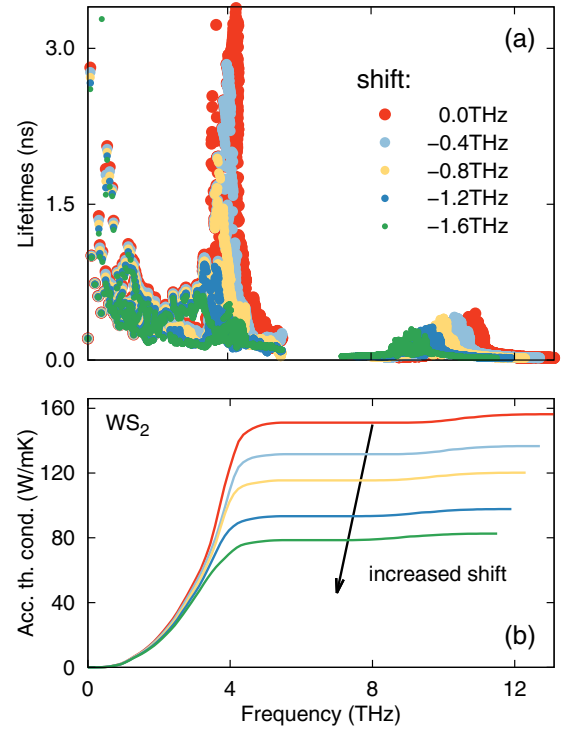 (a)
3.0
1.5
0.0
Lifetimes (ns)
shift:
0.0THz
−0.4THz
−0.8THz
−1.2THz
−1.6THz
WS2
160
120
80
40
0
Acc. th. cond. (W/mK)
increased shift
(b)
0 4 8 12
Frequency (THz)